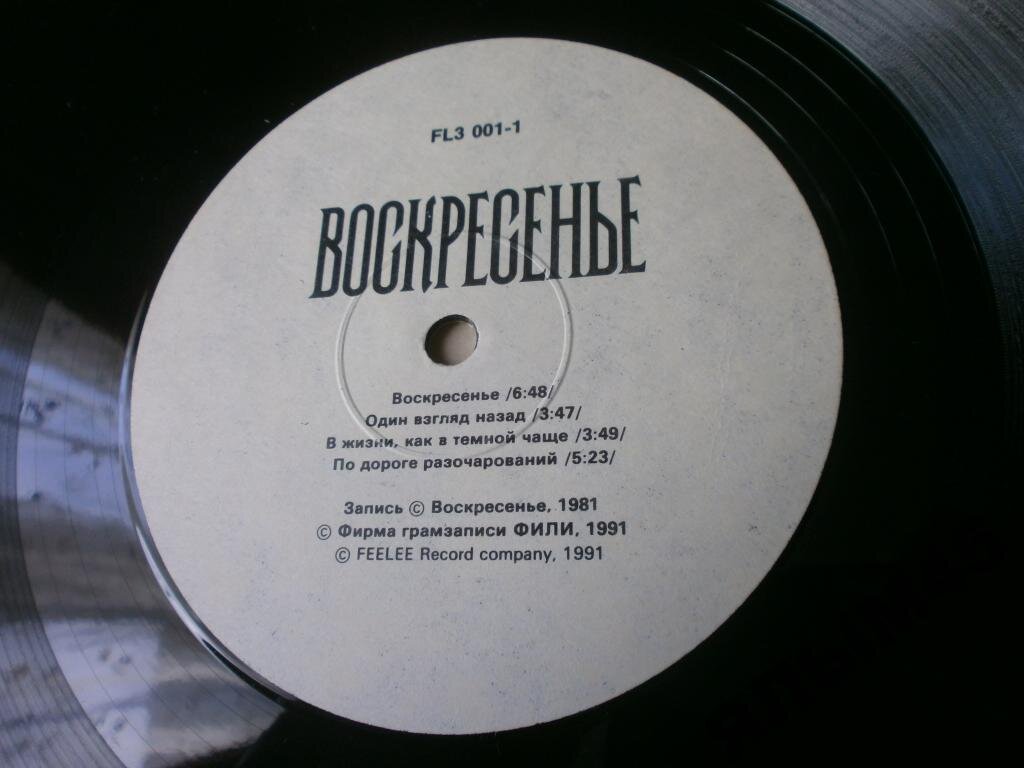 FL3 001-1
ВОСКРЕСЕНЬЕ
Воскресенье /6:48/
Один взгляд назад /3:47/
В жизни, как в темной чаще /3:49/
По дороге разочарований /5:23/
Запись © Воскресенье, 1981
© Фирма грамзаписи ФИЛИ, 1991
© FEELEE Record company, 1991